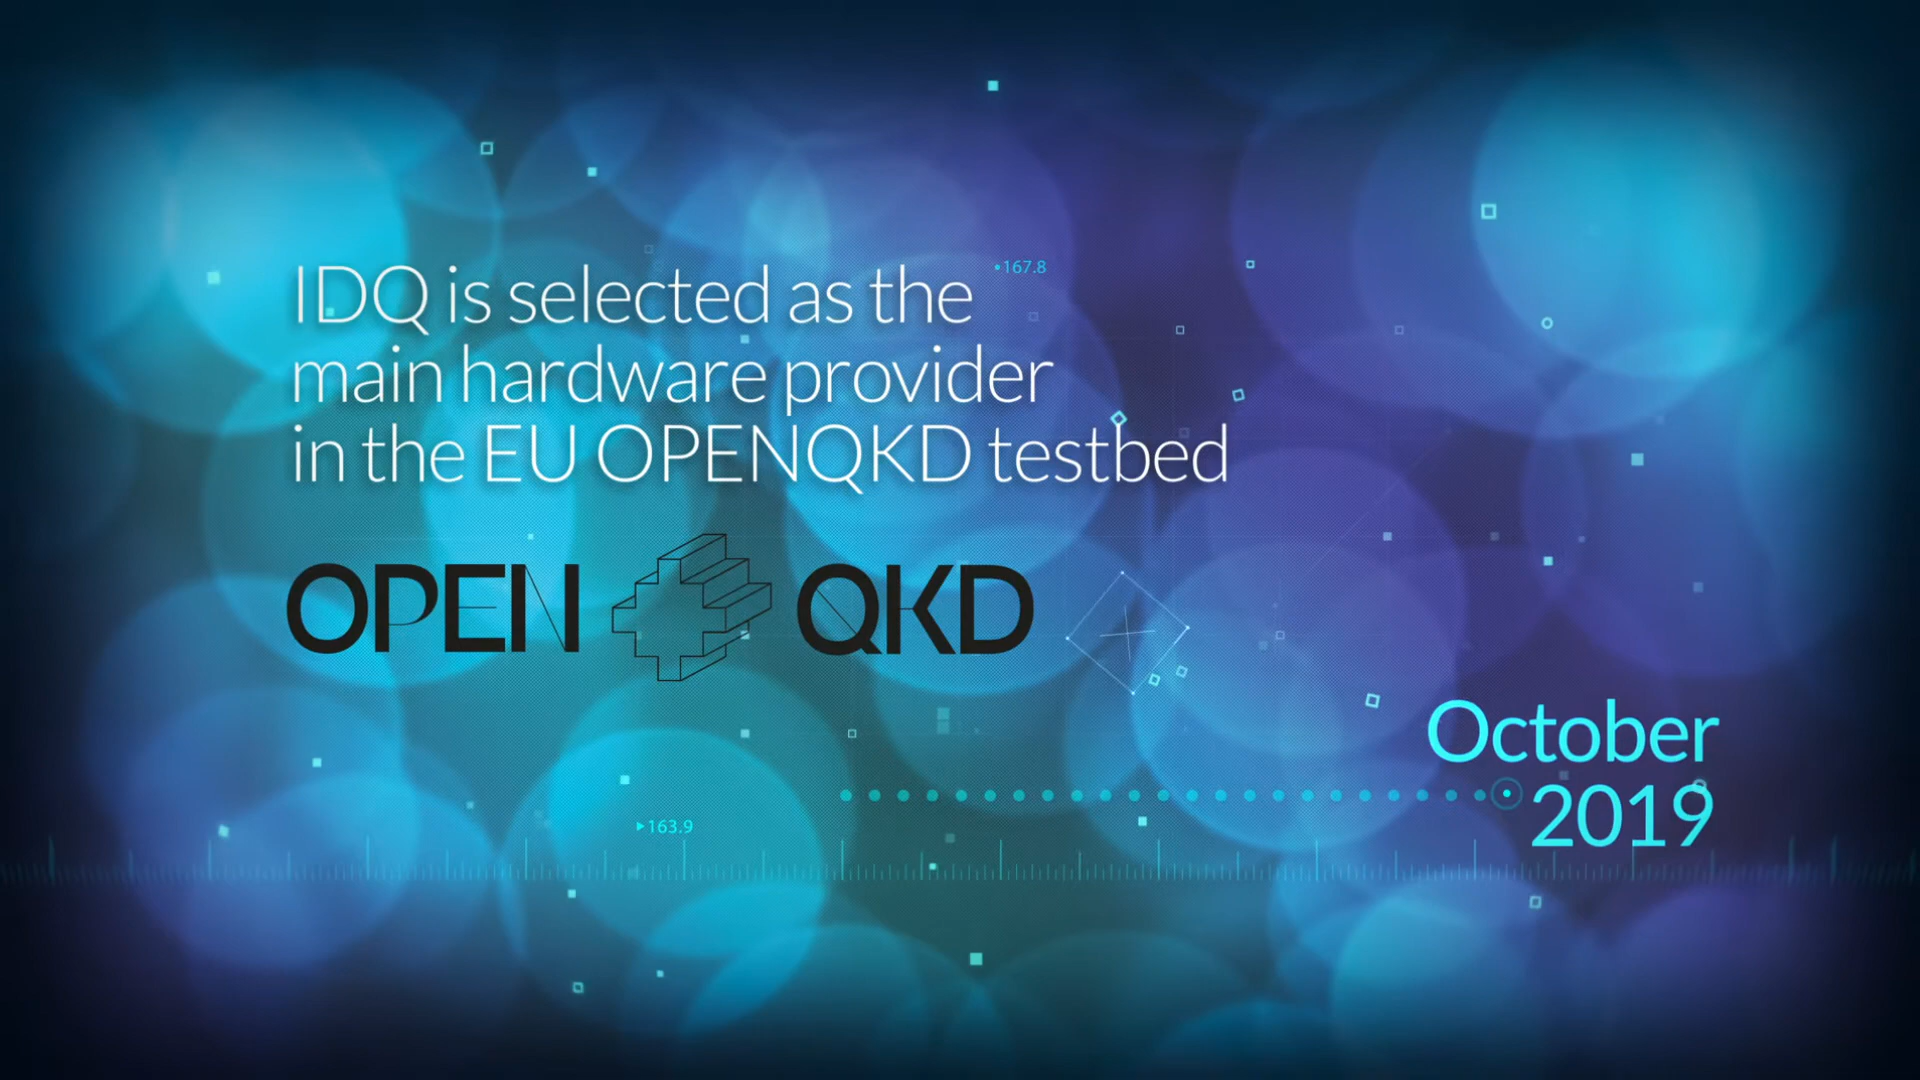 IDQ is selected as the
main hardware provider
in the EU OPENQKD testbed
167.8
OPEN QKD
October
2019
163.9